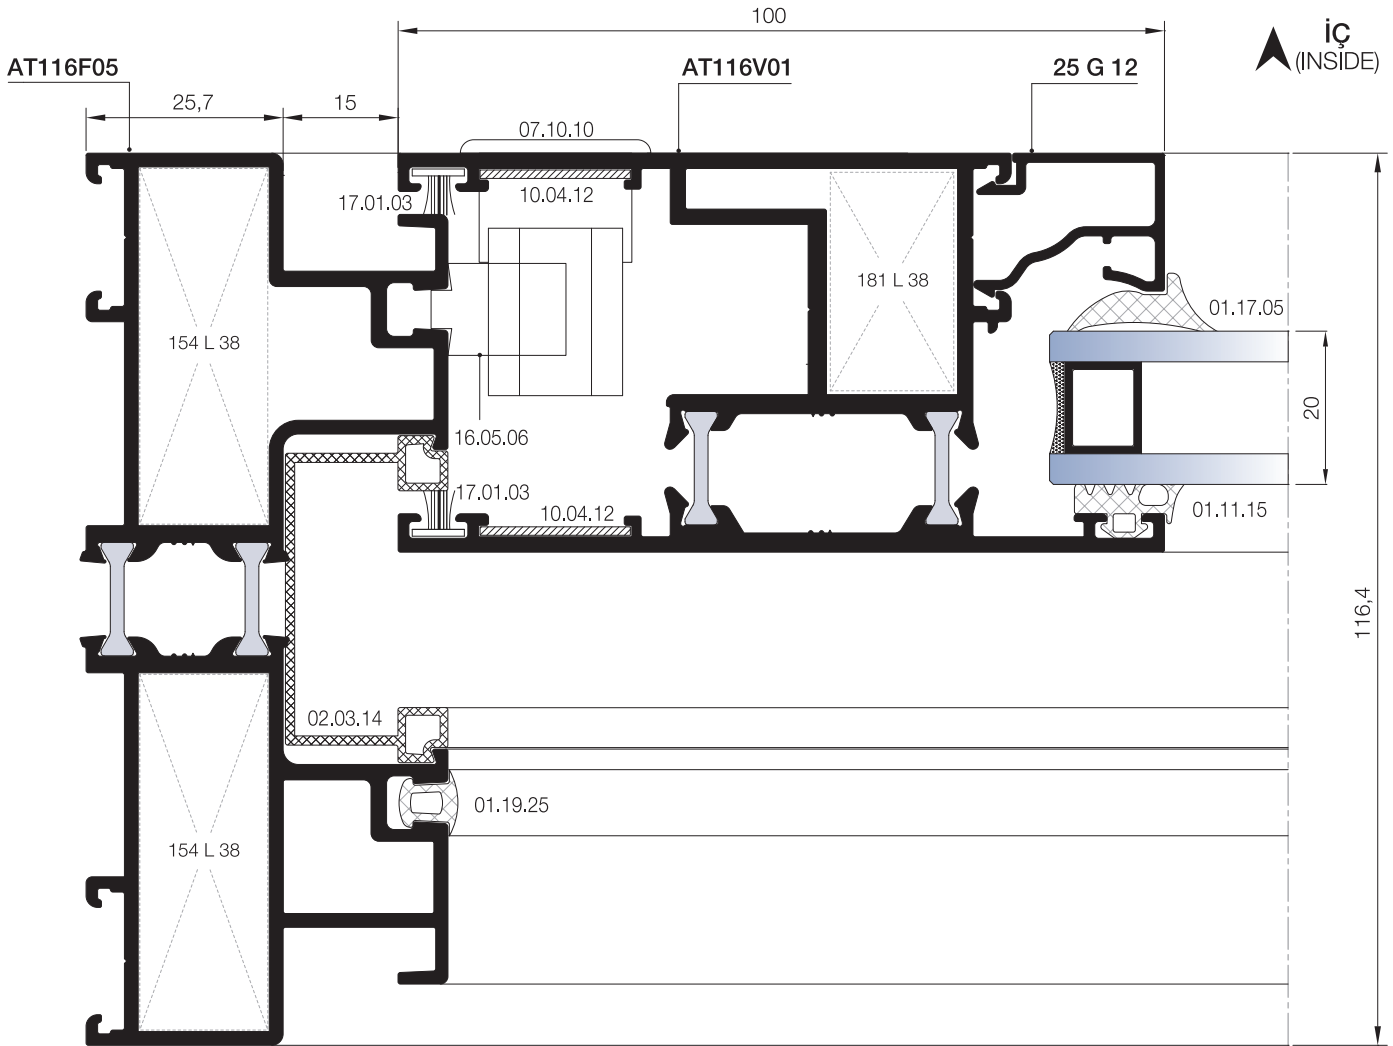 100
İÇ
(INSIDE)
AT116F05
AT116V01
25 G 12
25,7
15
07.10.10
17.01.03
10.04.12
181 L 38
01.17.05
154 L 38
20
16.05.06
17.01.03
10.04.12
01.11.15
116,4
02.03.14
01.19.25
154 L 38